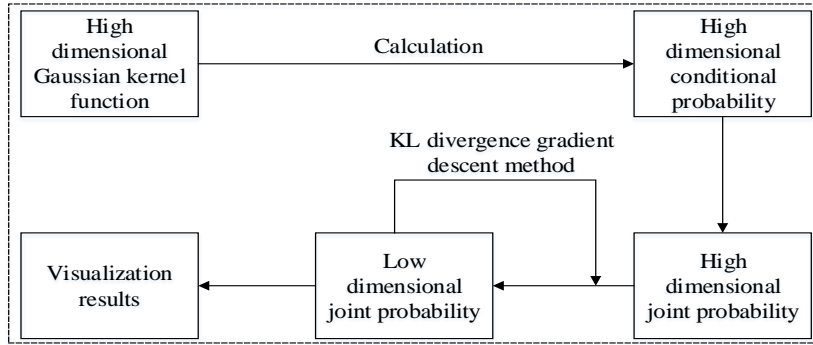 High
dimensional
Gaussian kernel
function
Calculation
High
dimensional
conditional
probability
KL divergence gradient
descent method
Visualization
results
Low
dimensional
joint probability
High
dimensional
joint probability